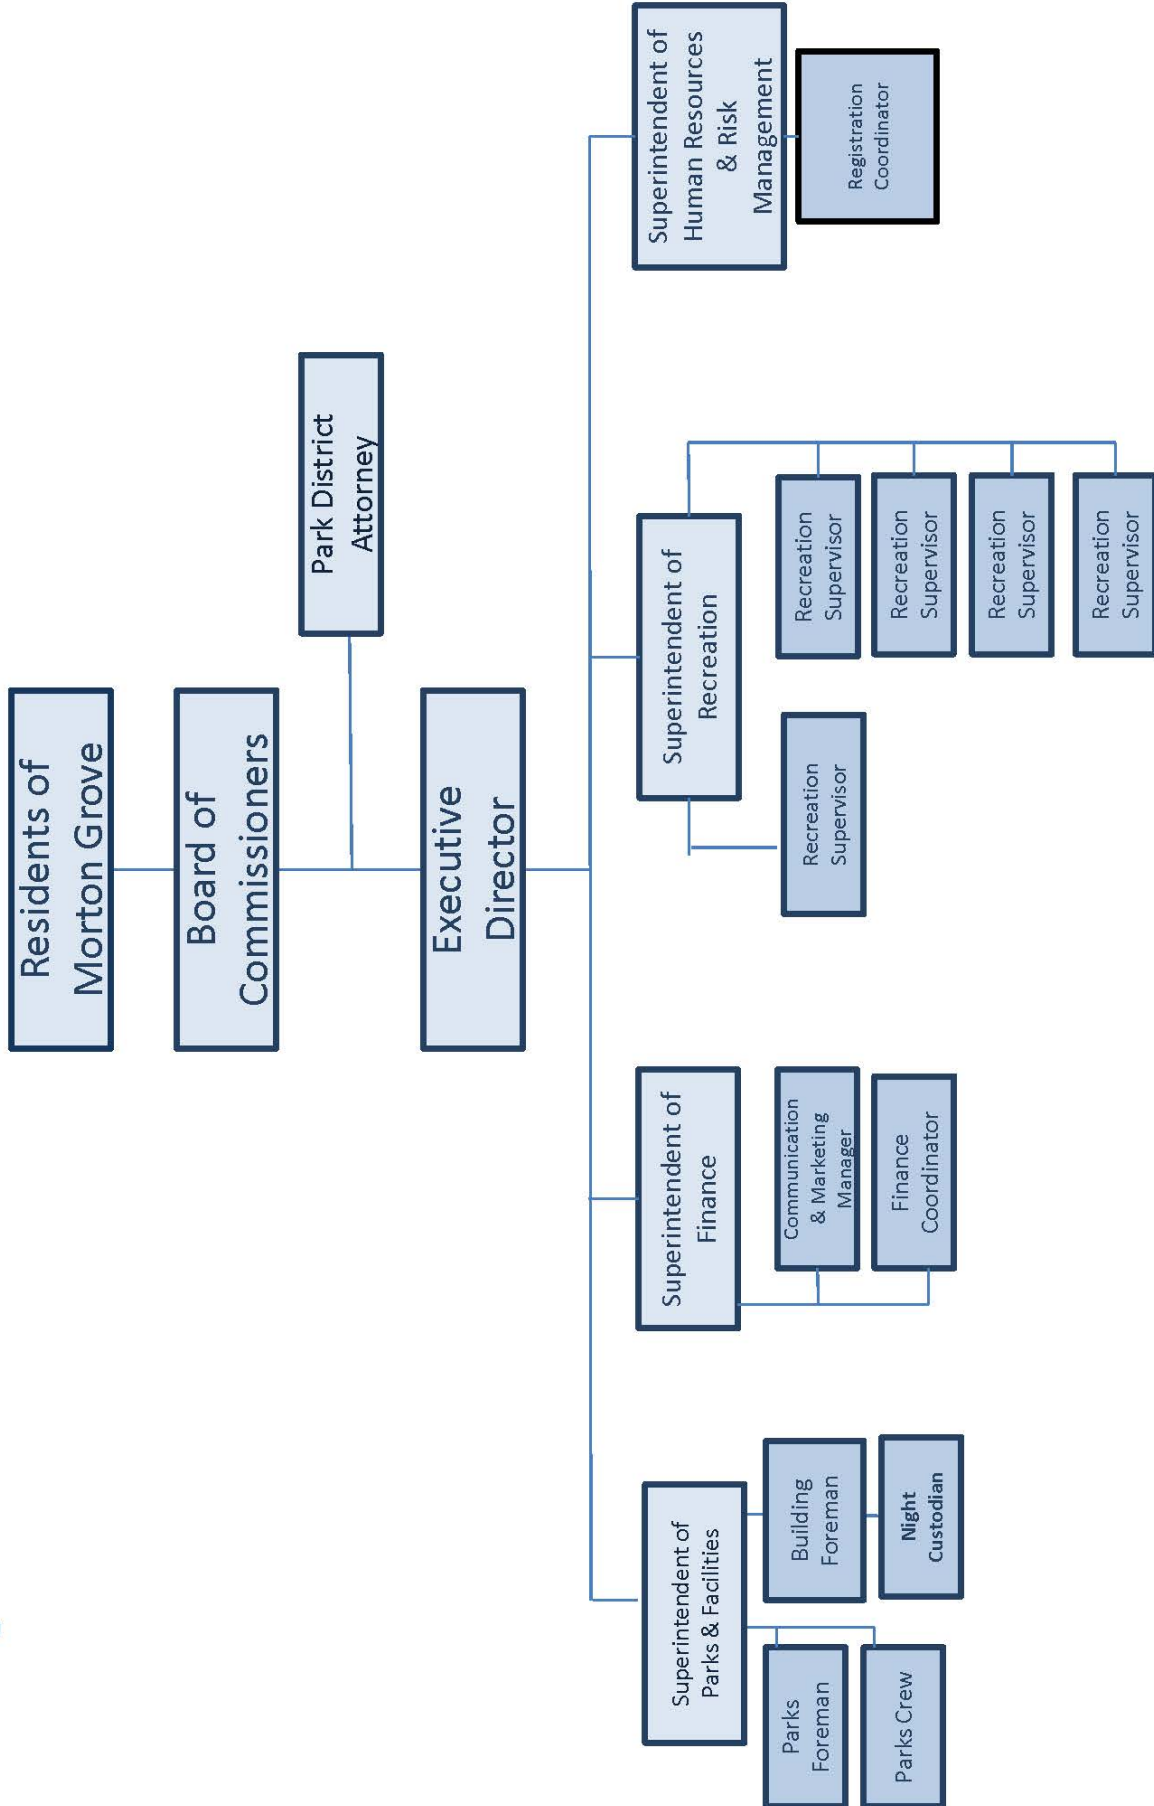 Residents of
Morton Grove
Board of
Commissioners
Park District
Attorney
Executive
Director
Superintendent of
Parks & Facilities
Parks
Foreman
Parks Crew
Building
Foreman
Night
Custodian
Superintendent of
Finance
Communication
& Marketing
Manager
Finance
Coordinator
Superintendent of
Recreation
Recreation
Supervisor
Recreation
Supervisor
Recreation
Supervisor
Recreation
Supervisor
Recreation
Supervisor
Superintendent of
Human Resources
& Risk
Management
Registration
Coordinator